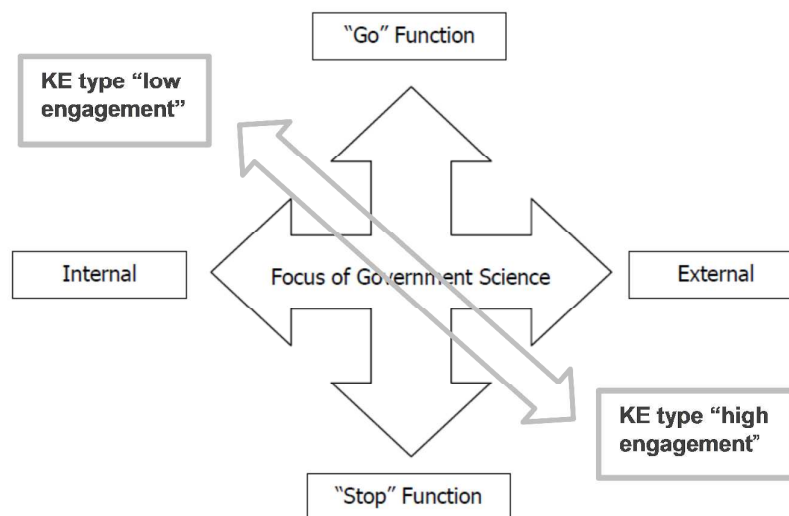 “Go” Function
KE type “low
engagement”
Internal
Focus of Government Science
External
KE type “high
engagement”
“Stop” Function